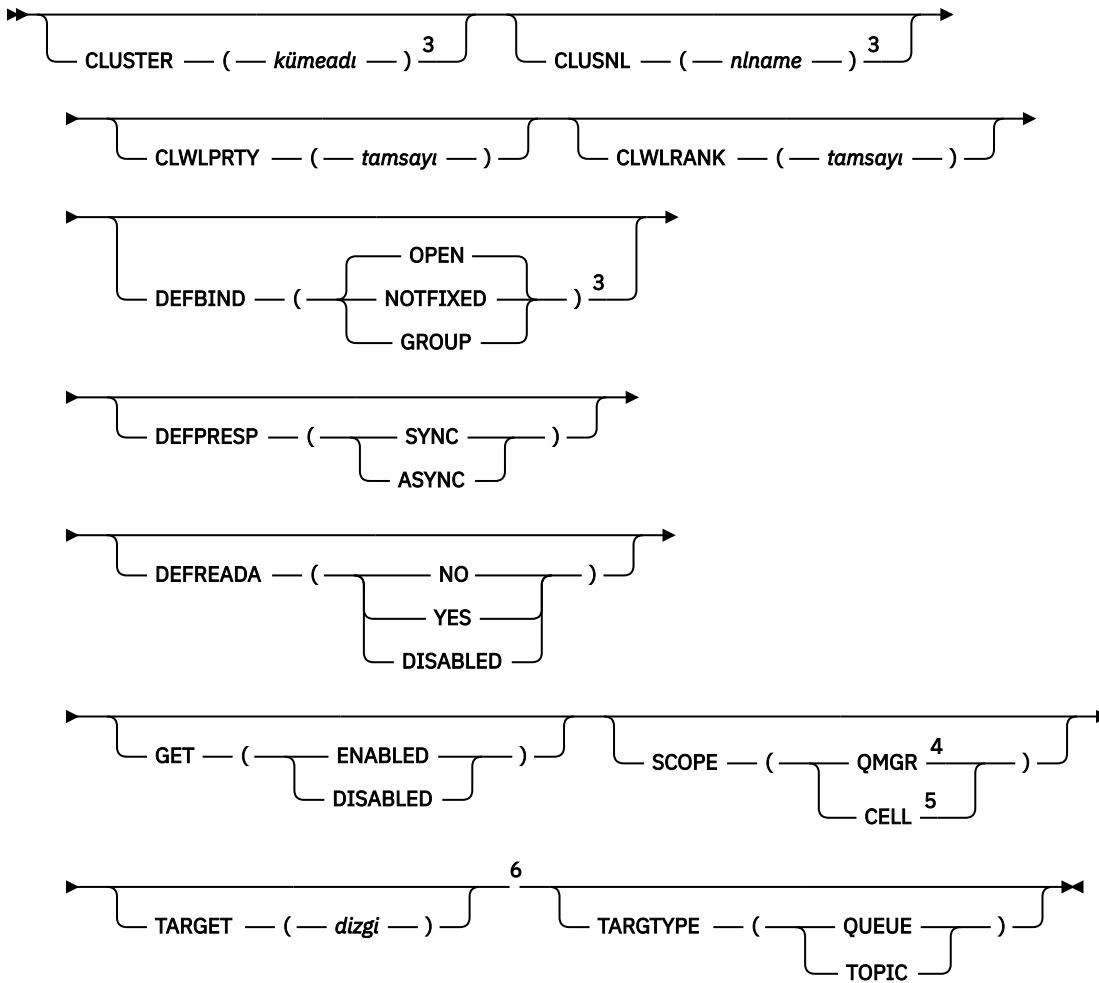 CLUSTER ( kümeadı ) 3 CLUSNL ( nlname ) 3
CLWLPRTY ( tamsayı ) CLWLRANK ( tamsayı )
OPEN
DEFBIND ( NOTFIXED ) 3
GROUP
DEFPRESP ( SYNC )
ASYNC
DEFREADA ( NO )
YES
DISABLED
GET ( ENABLED ) SCOPE ( QMGR 4 )
DISABLED CELL 5
6
TARGET ( dizgi ) TARGTYPE ( QUEUE )
TOPIC